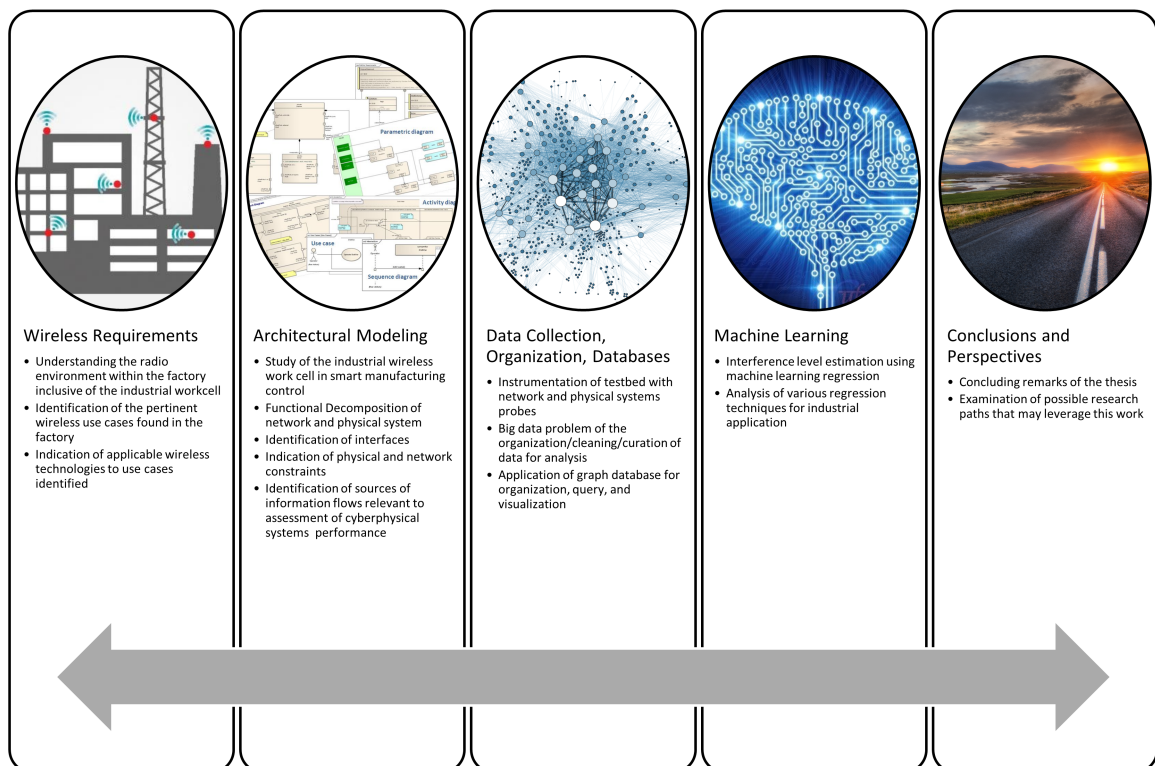 Parametric diagram
Activity diag
Use case
Sequence diagram
Wireless Requirements
• Understanding the radio
environment within the factory
inclusive of the industrial workcell
• Identification of the pertinent
wireless use cases found in the
factory
• Indication of applicable wireless
technologies to use cases
identified
Architectural Modeling
• Study of the industrial wireless
work cell in smart manufacturing
control
• Functional Decomposition of
network and physical system
• Identification of interfaces
• Indication of physical and network
constraints
• Identification of sources of
information flows relevant to
assessment of cyberphysical
systems performance
Data Collection,
Organization, Databases
• Instrumentation of testbed with
network and physical systems
probes
• Big data problem of the
organization/cleaning/curation of
data for analysis
• Application of graph database for
organization, query, and
visualization
Machine Learning
• Interference level estimation using
machine learning regression
• Analysis of various regression
techniques for industrial
application
Conclusions and
Perspectives
• Concluding remarks of the thesis
• Examination of possible research
paths that may leverage this work